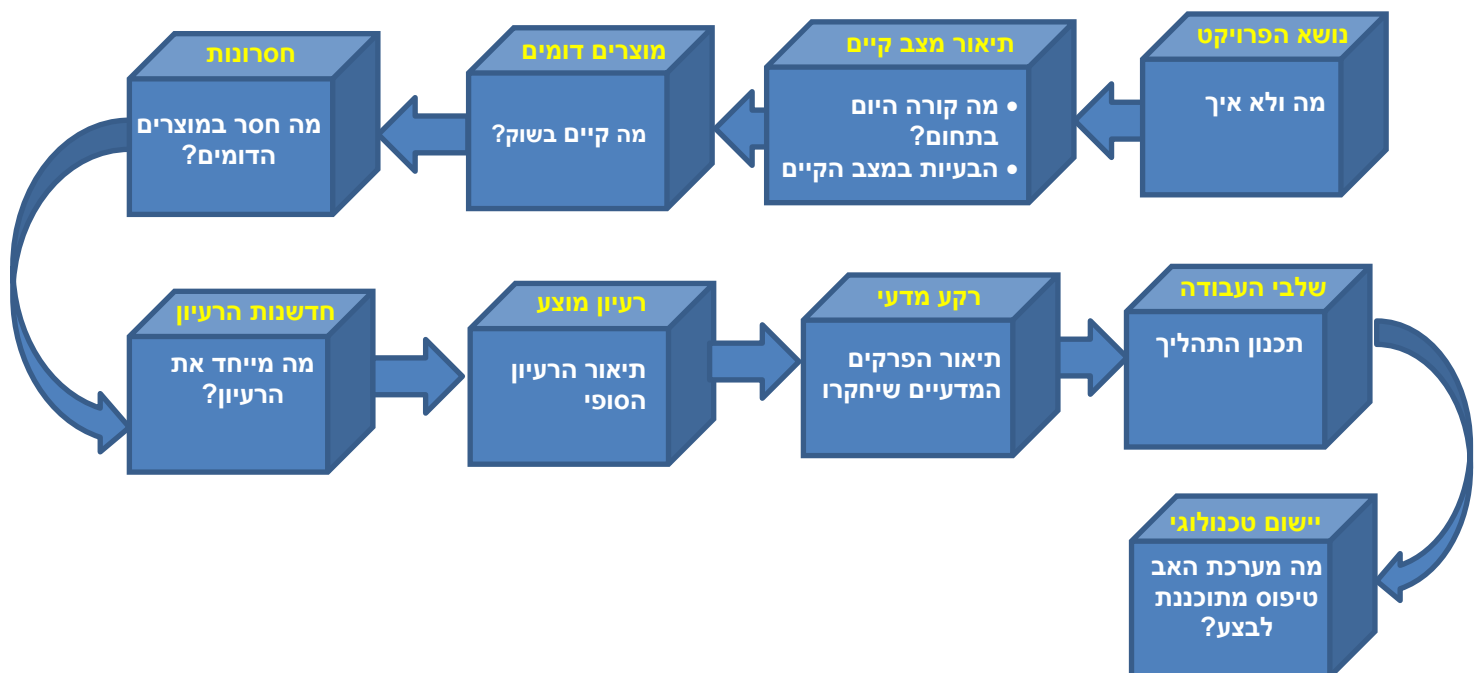 נושא הפרויקט
מה ולא איך
תיאור מצב קיים
• מה קורה היום
בתחום?
• הבעיות במצב הקיים
מוצרים דומים
מה קיים בשוק?
חסרונות
מה חסר במוצרים
הדומים?
חדשנות הרעיון
מה מייחד את
הרעיון?
רעיון מוצע
תיאור הרעיון
הסופי
רקע מדעי
תיאור הפרקים
המדעיים שיחקרו
שלבי העבודה
תכנון התהליך
יישום טכנולוגי
מה מערכת האב
טיפוס מתוכננת
לבצע?